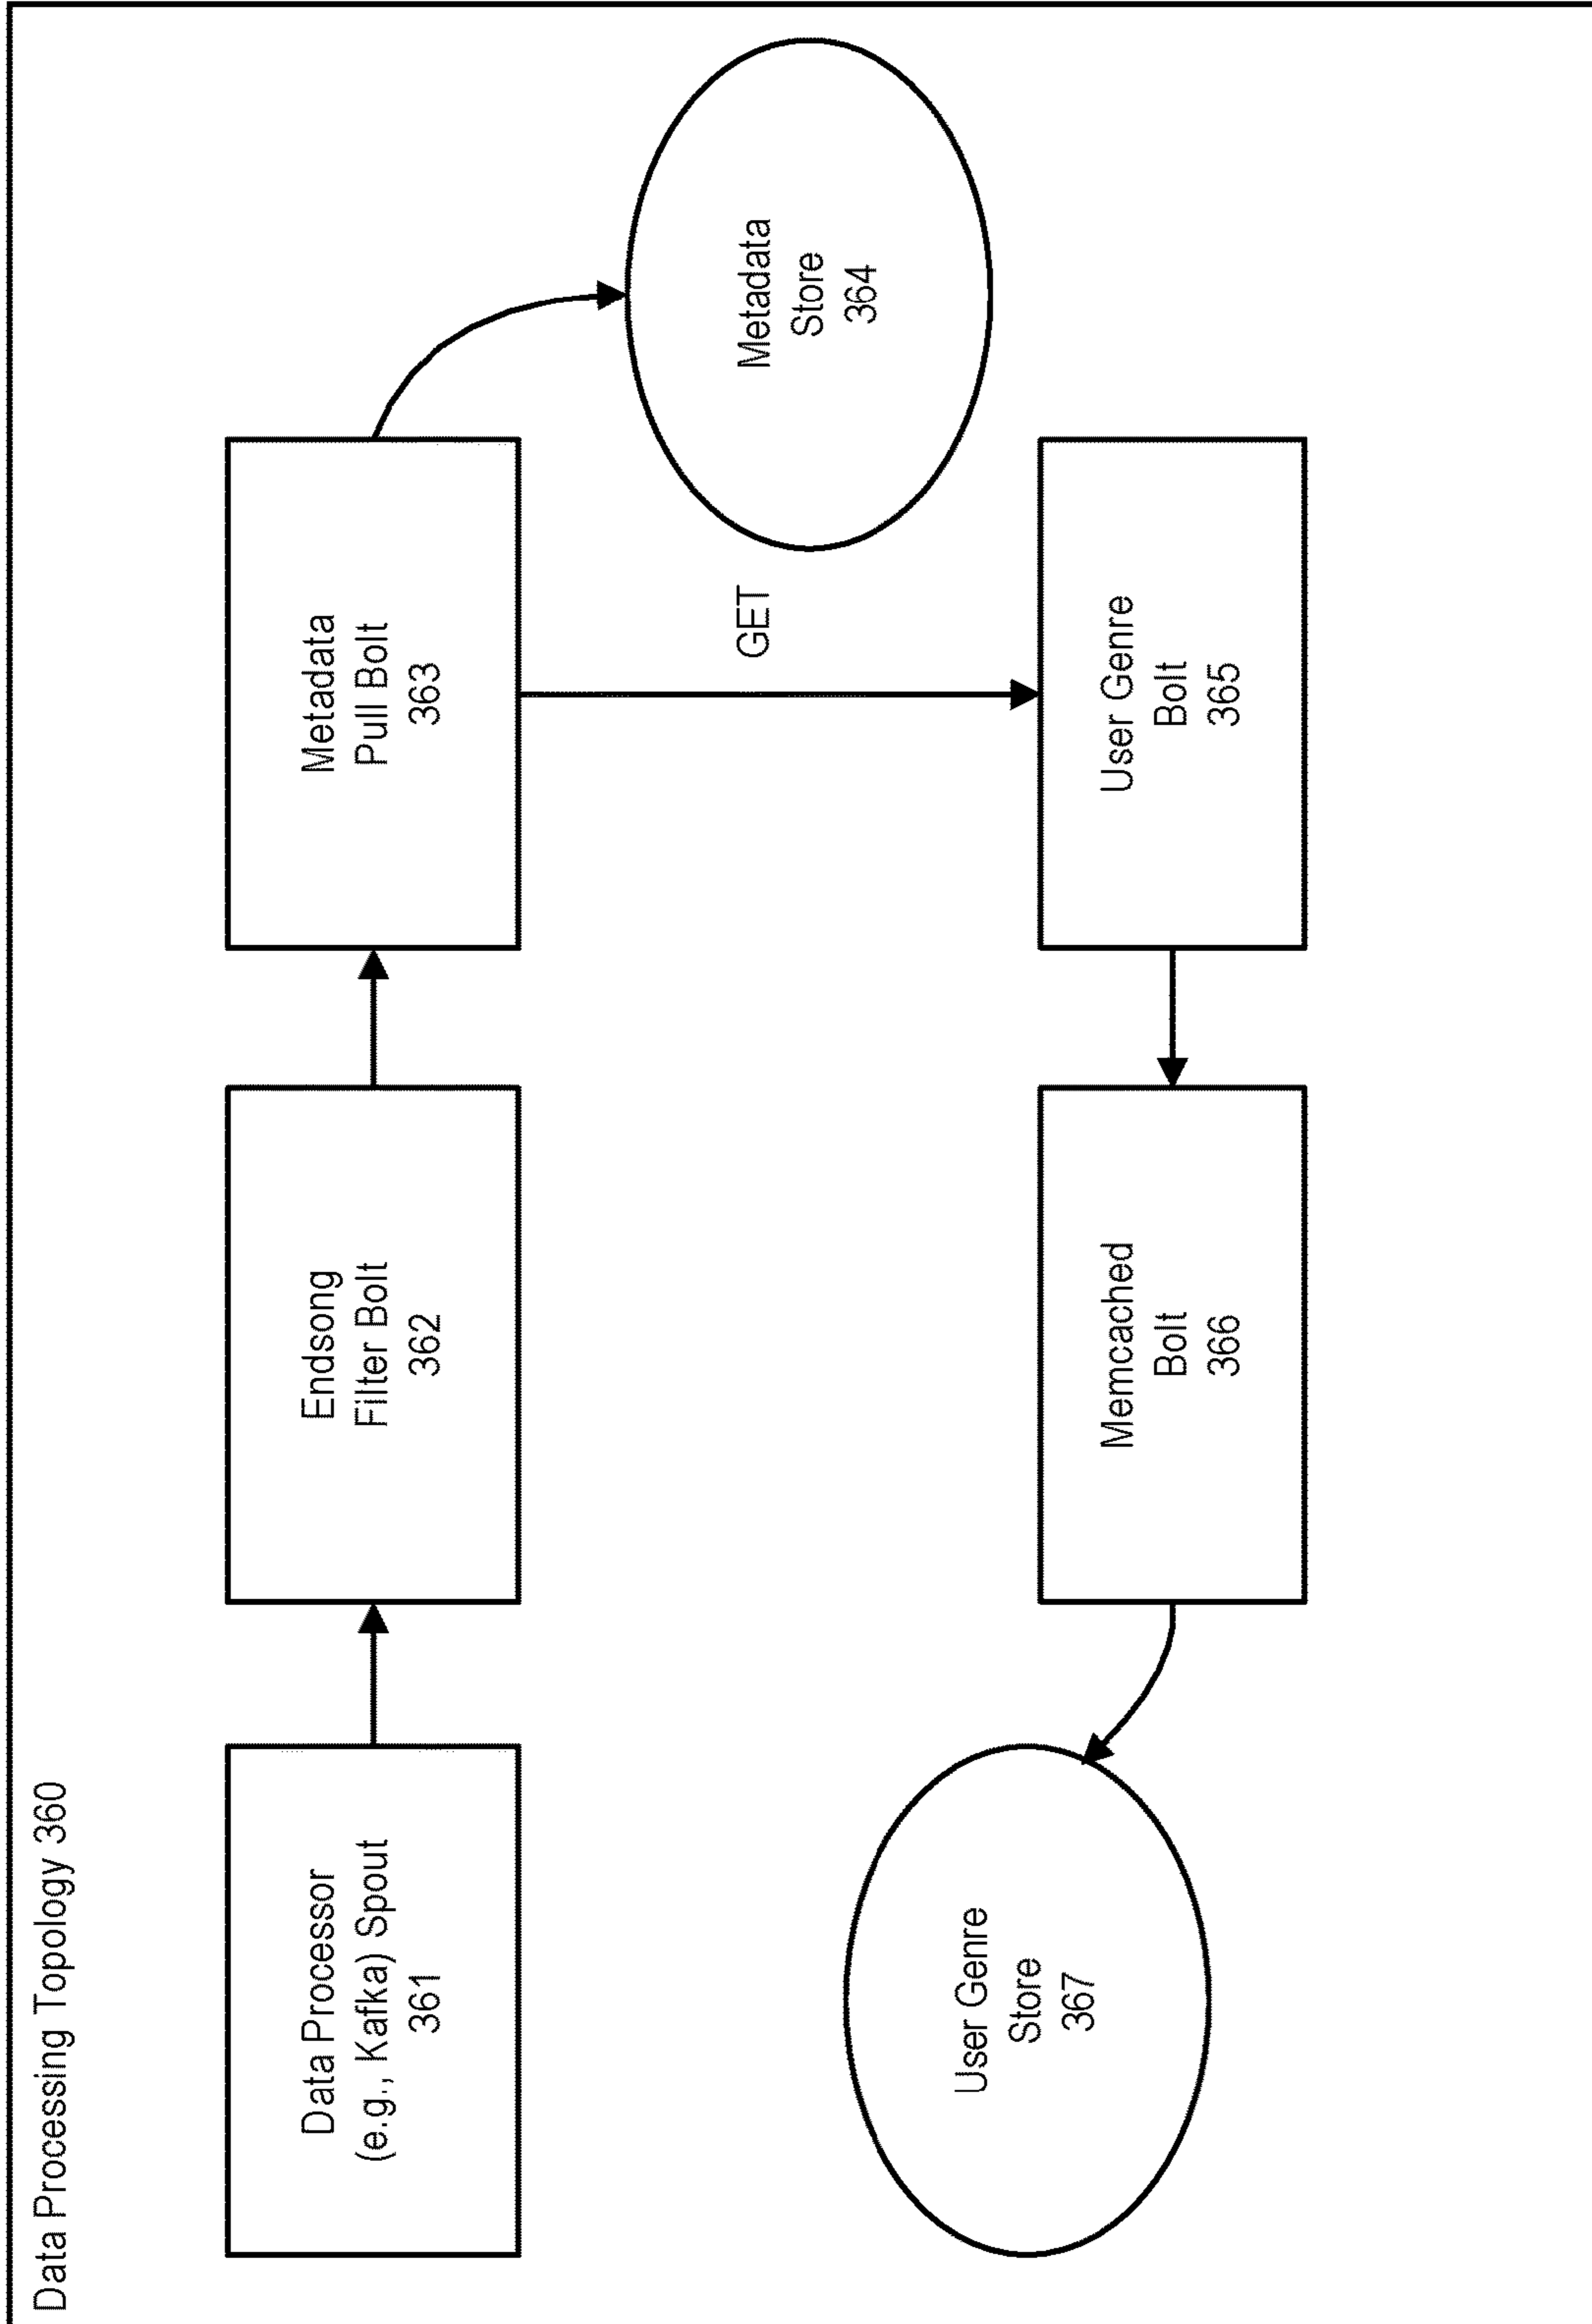 Data Processing Topology 360
Data Processor
(e.g., Kafka) Spout
361
Endsong
Filter Bolt
362
Metadata
Pull Bolt
363
GET
Metadata
Store
364
User Genre
Store
367
Memcached
Bolt
366
User Genre
Bolt
365